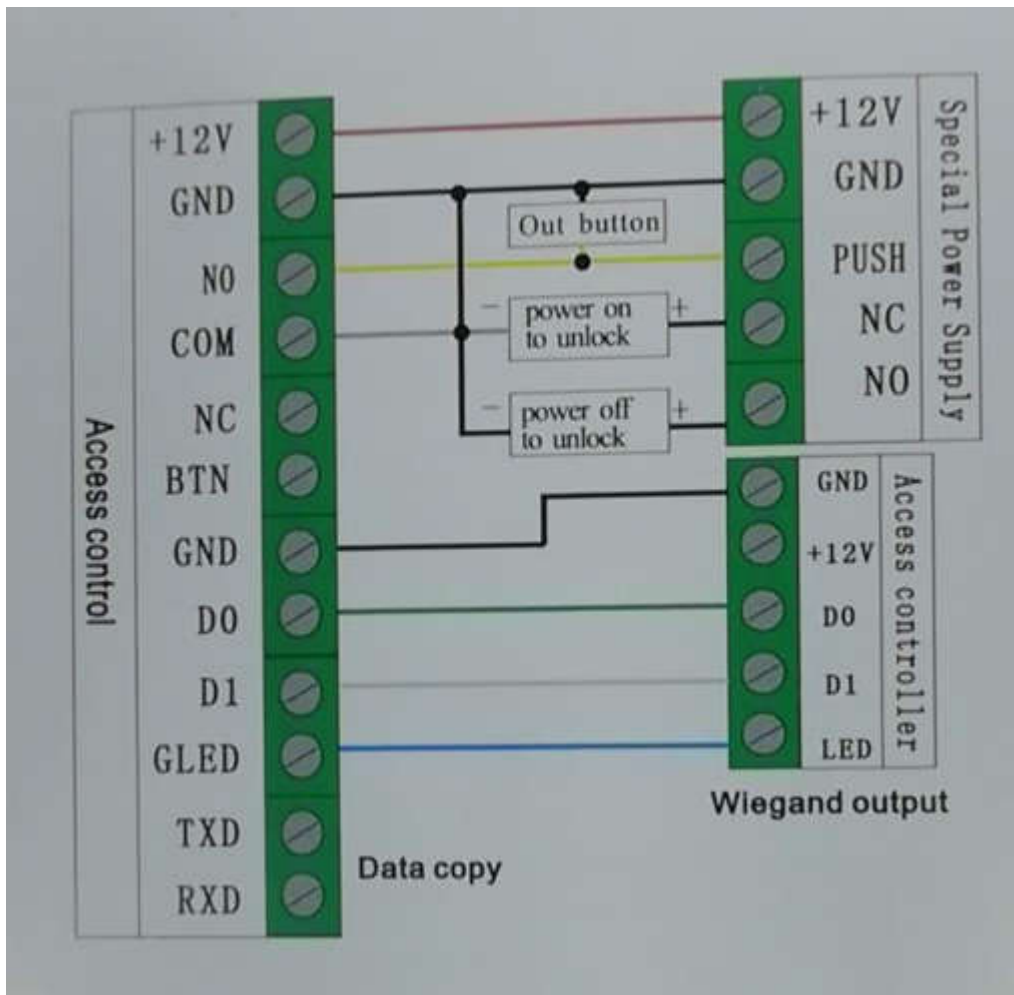 Access control
+12V
GND
NO
COM
NC
BTN
GND
D0
D1
GLED
TXD
RXD
Data copy
Out button
− power on +
to unlock
− power off +
to unlock
+12V
GND
PUSH
NC
NO
Special Power Supply
GND
+12V
D0
D1
LED
Access controller
Wiegand output